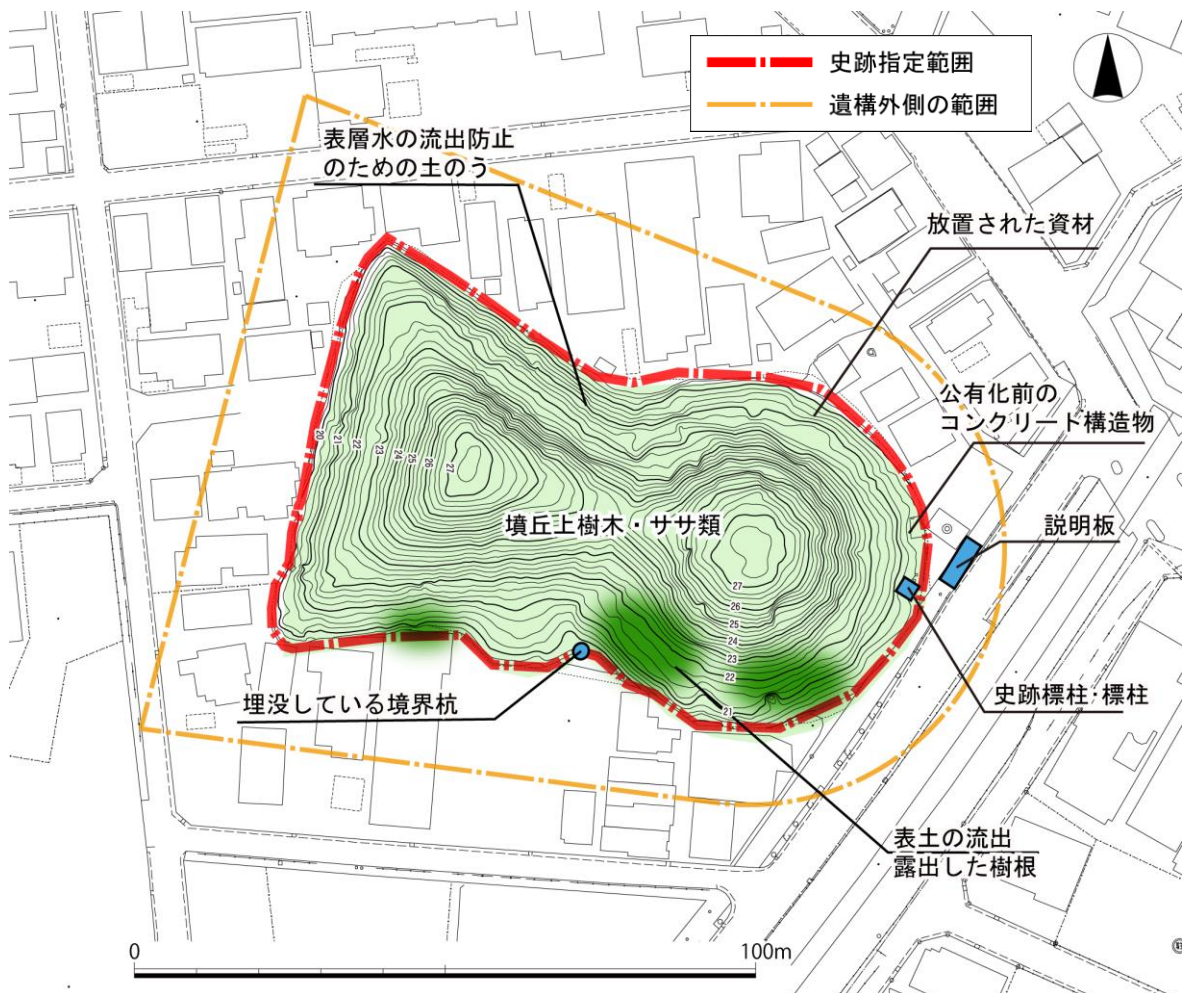 史跡指定範囲
遺構外側の範囲
表層水の流出防止
のための土のう
放置された資材
公有化前の
コンクリート構造物
説明板
墳丘上樹木・ササ類
埋没している境界杭
史跡標柱・標柱
表土の流出
露出した樹根
20
21
22
23
24
25
26
27
27
26
25
24
23
22
21
0
100m